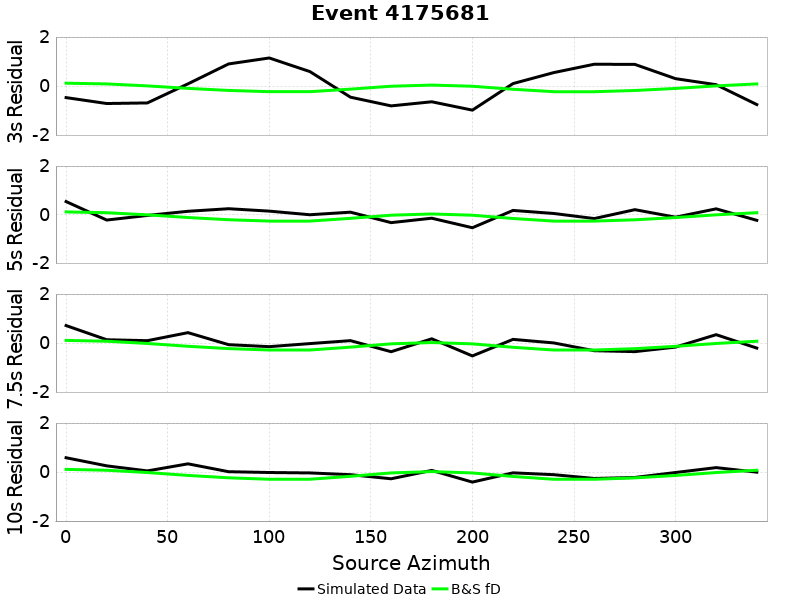 Event 4175681
3s Residual
2
0
-2
5s Residual
2
0
-2
7.5s Residual
2
0
-2
10s Residual
2
0
-2
0 50 100 150 200 250 300
Source Azimuth
Simulated Data B&S fD